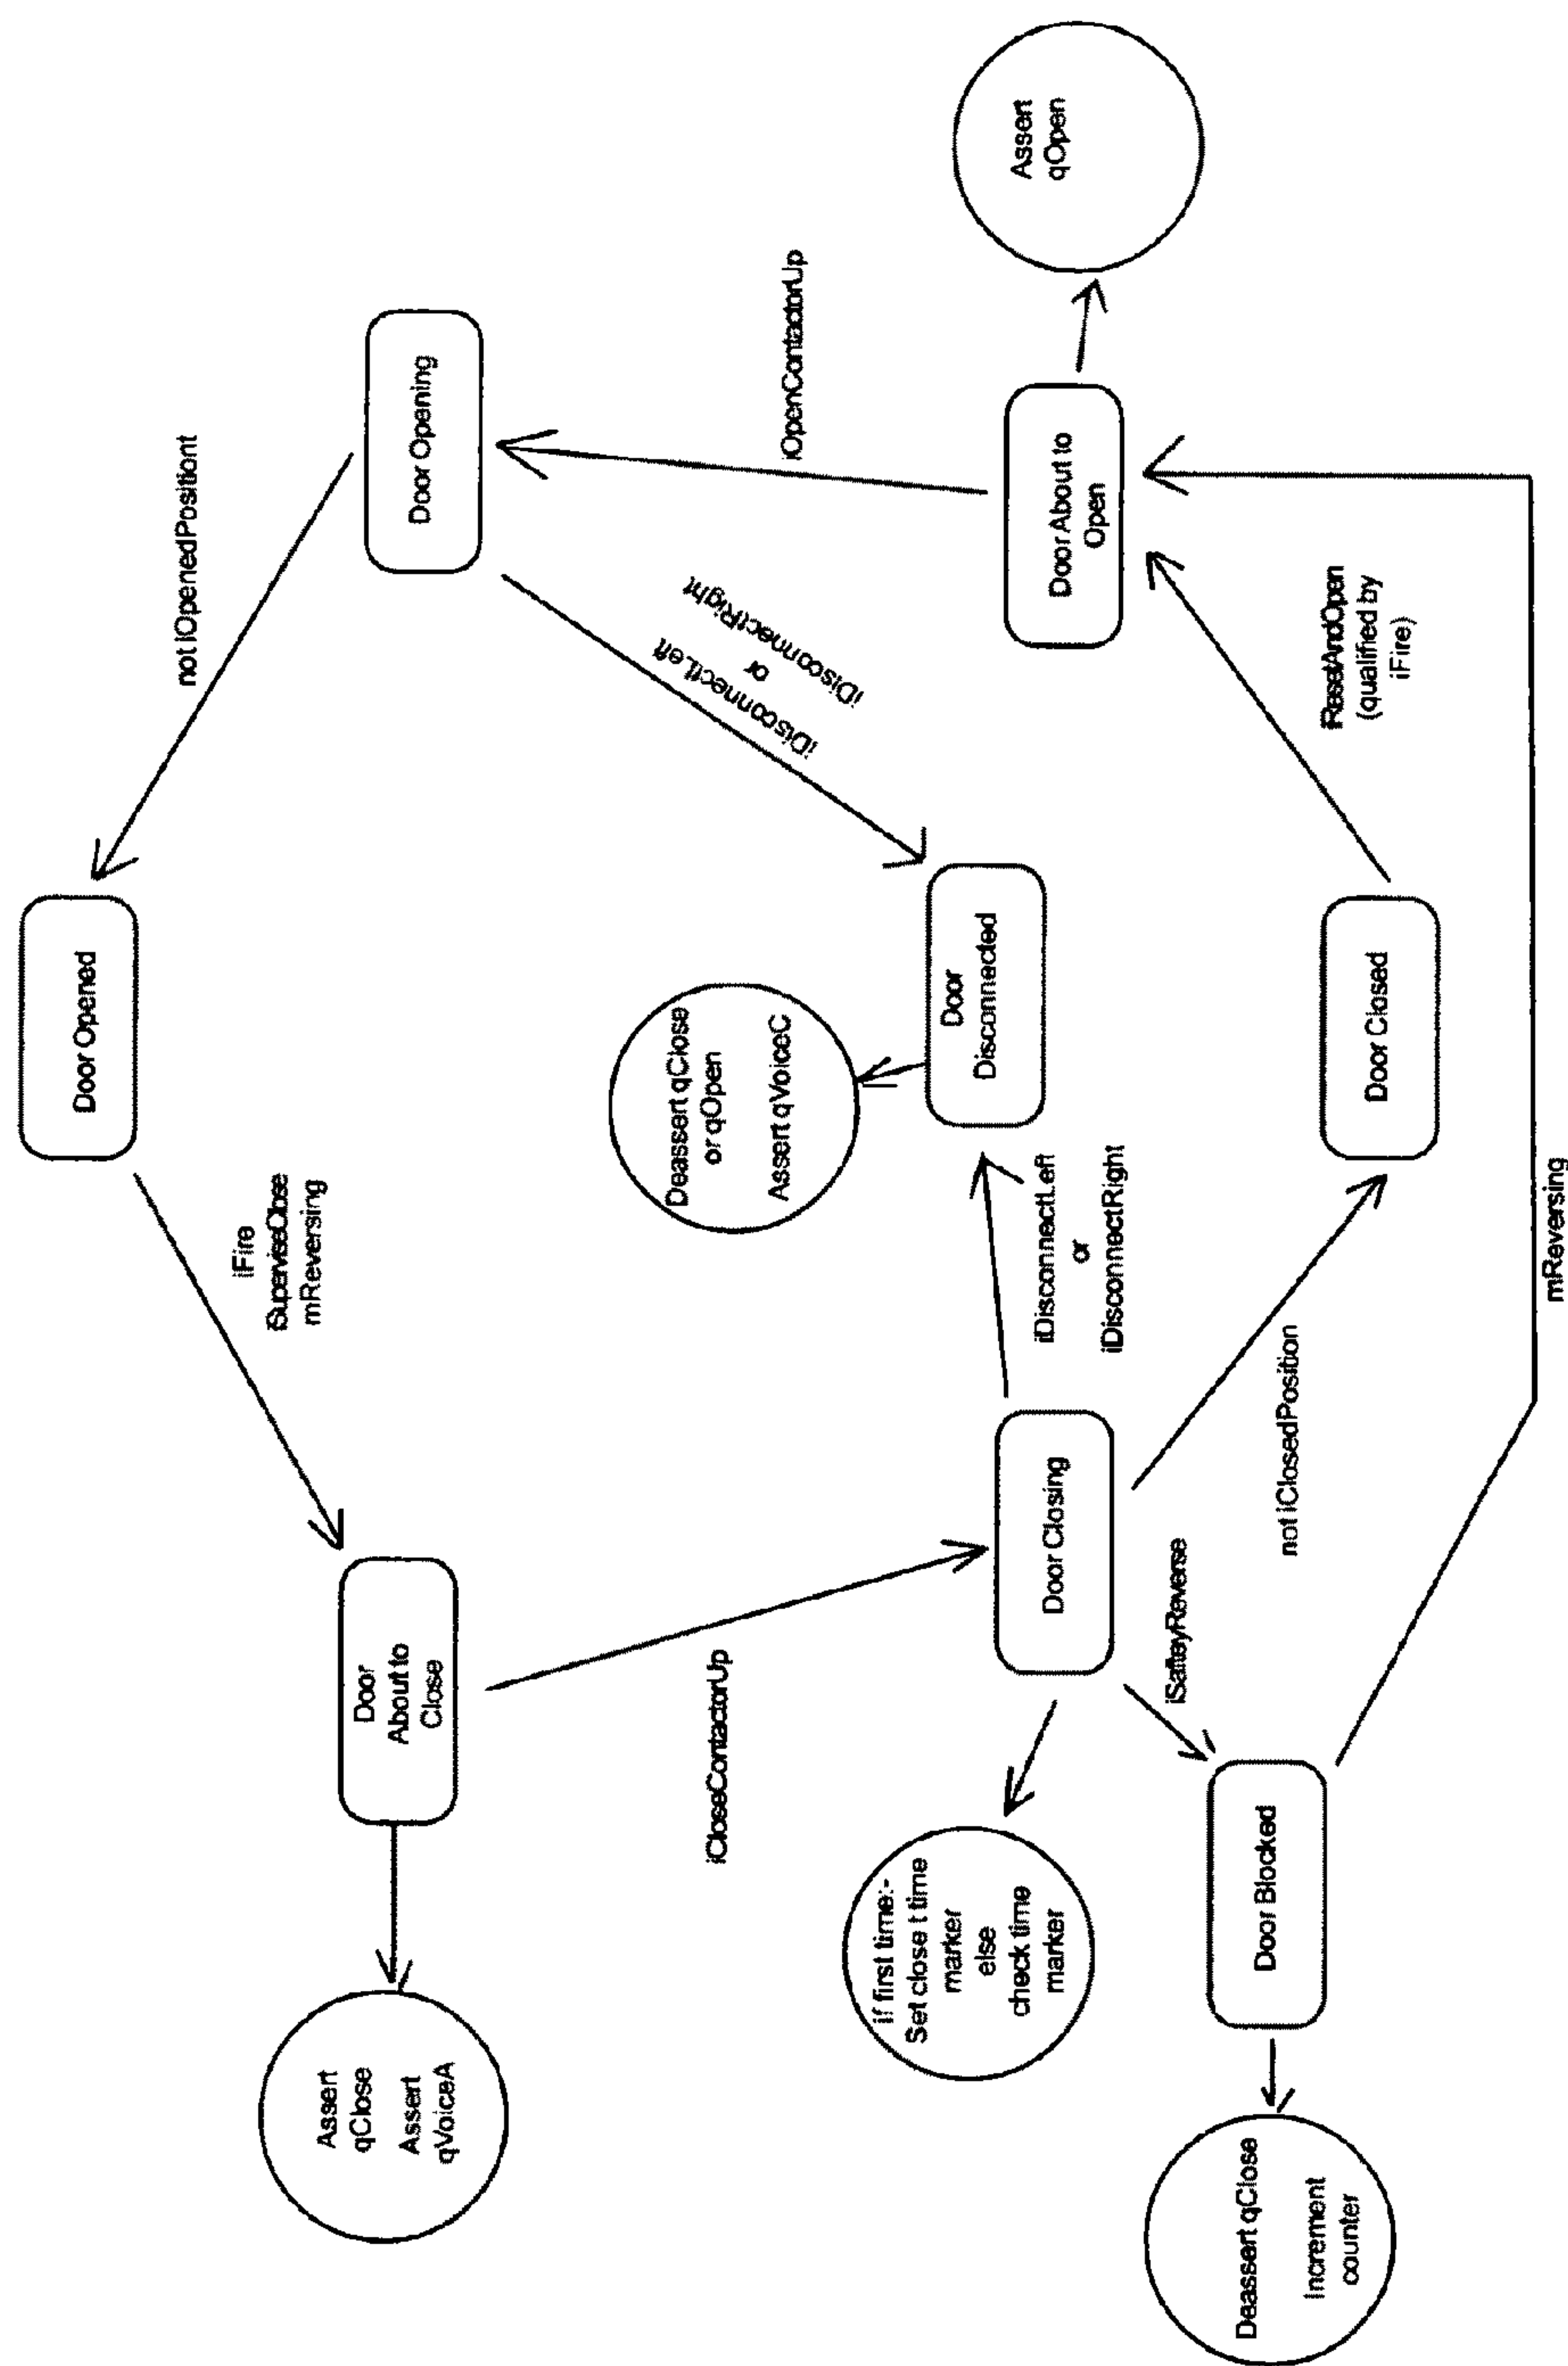 Door Opened
not iOpenedPositiont
Door Opening
iFire
iSuperviseClose
mReversing
Door
About to
Close
Assert
qClose
Assert
qVoiceA
iCloseContactorUp
Deassert qClose
or qOpen
Assert qVoiceC
iDisconnectLeft
or
iDisconnectRight
iOpenContactorUp
Assert
qOpen
Door
Disconnected
Door About to
Open
Door Closing
iDisconnectLeft
or
iDisconnectRight
if first time:-
Set close t time
marker
else
check time
marker
iSafteyReverse
not iClosedPosition
Door Closed
iResetAndOpen
(qualified by
iFire)
Door Blocked
Deassert qClose
Increment
counter
mReversing